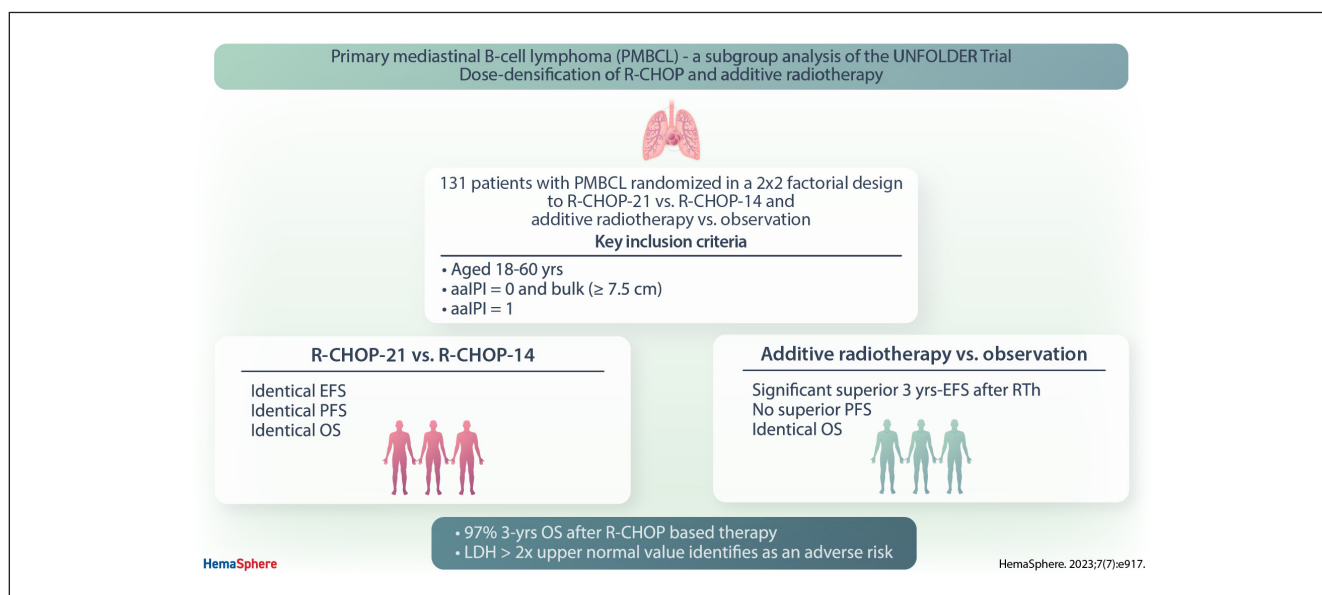 Primary mediastinal B-cell lymphoma (PMBCL) - a subgroup analysis of the UNFOLDER Trial
Dose-densification of R-CHOP and additive radiotherapy
131 patients with PMBCL randomized in a 2x2 factorial design
to R-CHOP-21 vs. R-CHOP-14 and
additive radiotherapy vs. observation
Key inclusion criteria
• Aged 18-60 yrs
• aaIPI = 0 and bulk (≥ 7.5 cm)
• aaIPI = 1
R-CHOP-21 vs. R-CHOP-14
Identical EFS
Identical PFS
Identical OS
Additive radiotherapy vs. observation
Significant superior 3 yrs-EFS after RTh
No superior PFS
Identical OS
• 97% 3-yrs OS after R-CHOP based therapy
• LDH > 2x upper normal value identifies as an adverse risk
HemaSphere
HemaSphere. 2023;7(7):e917.